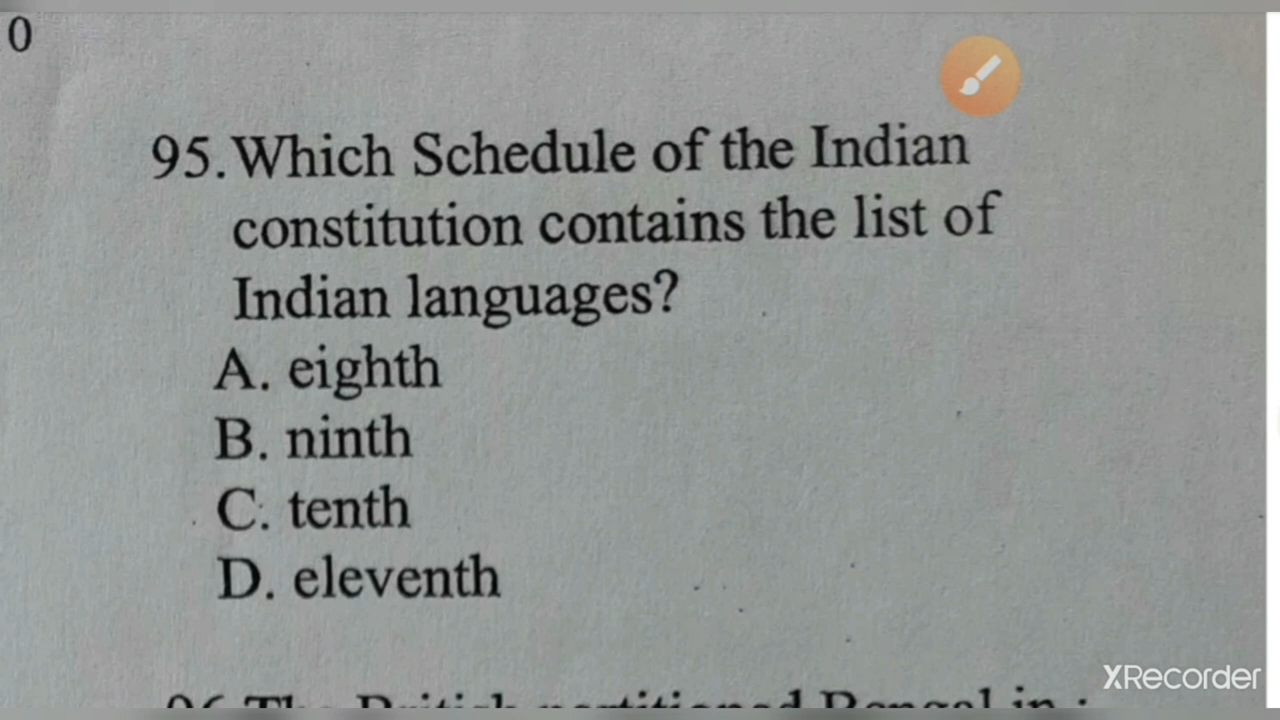 0
95. Which Schedule of the Indian
constitution contains the list of
Indian languages?
A. eighth
B. ninth
C. tenth
D. eleventh
XRecorder